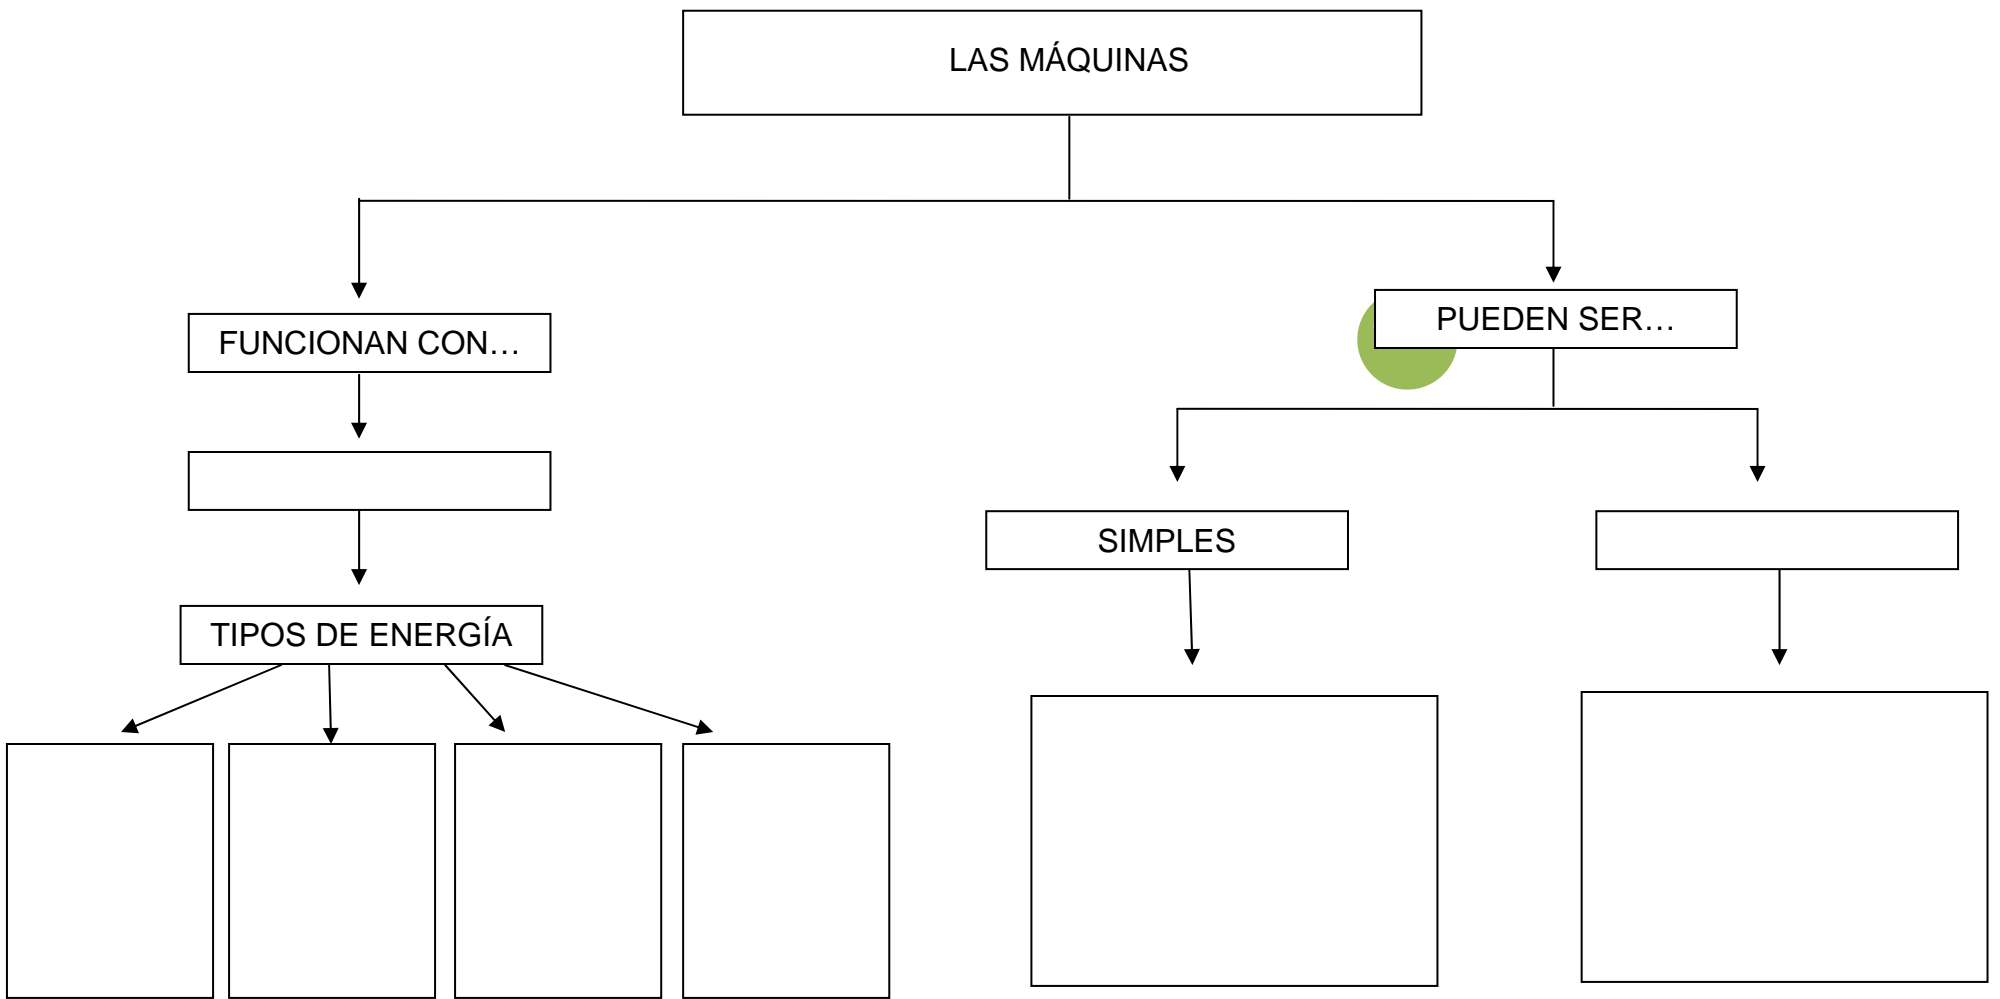 LAS MÁQUINAS
FUNCIONAN CON…
PUEDEN SER…
SIMPLES
TIPOS DE ENERGÍA